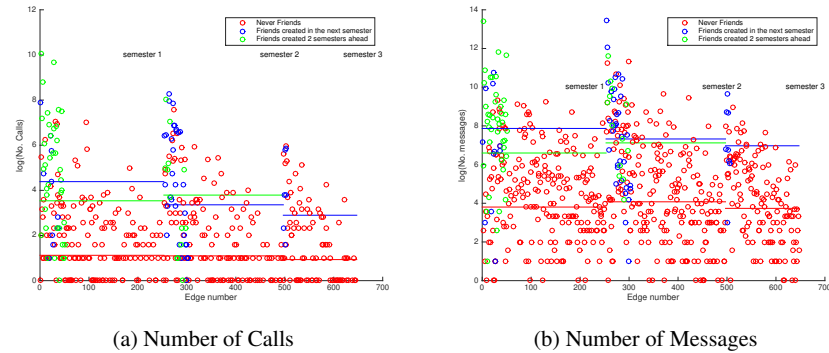 12
10
8
6
4
2
0
log(No. Calls)
Never Friends
Friends created in the next semester
Friends created 2 semesters ahead
semester 1
semester 2
semester 3
0
100
200
300
400
500
600
700
Edge number
(a) Number of Calls
14
12
10
8
6
4
2
0
log(No. messages)
Never Friends
Friends created in the next semester
Friends created 2 semesters ahead
semester 1
semester 2
semester 3
0
100
200
300
400
500
600
700
Edge number
(b) Number of Messages